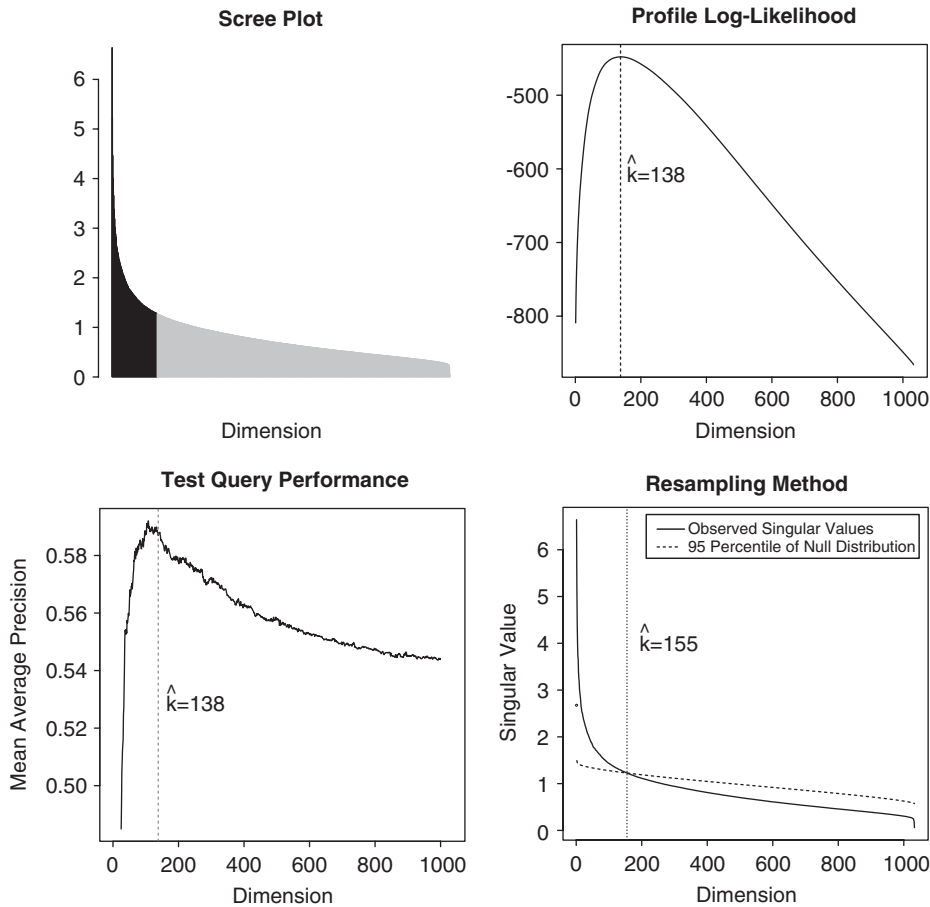 Scree Plot
6
5
4
3
2
1
0
Dimension
Profile Log-Likelihood
-500
-600
-700
-800
k̂=138
0 200 400 600 800 1000
Dimension
Test Query Performance
Mean Average Precision
0.58
0.56
0.54
0.52
0.50
k̂=138
0 200 400 600 800 1000
Dimension
Resampling Method
Observed Singular Values
95 Percentile of Null Distribution
Singular Value
6
5
4
3
2
1
0
k̂=155
0 200 400 600 800 1000
Dimension